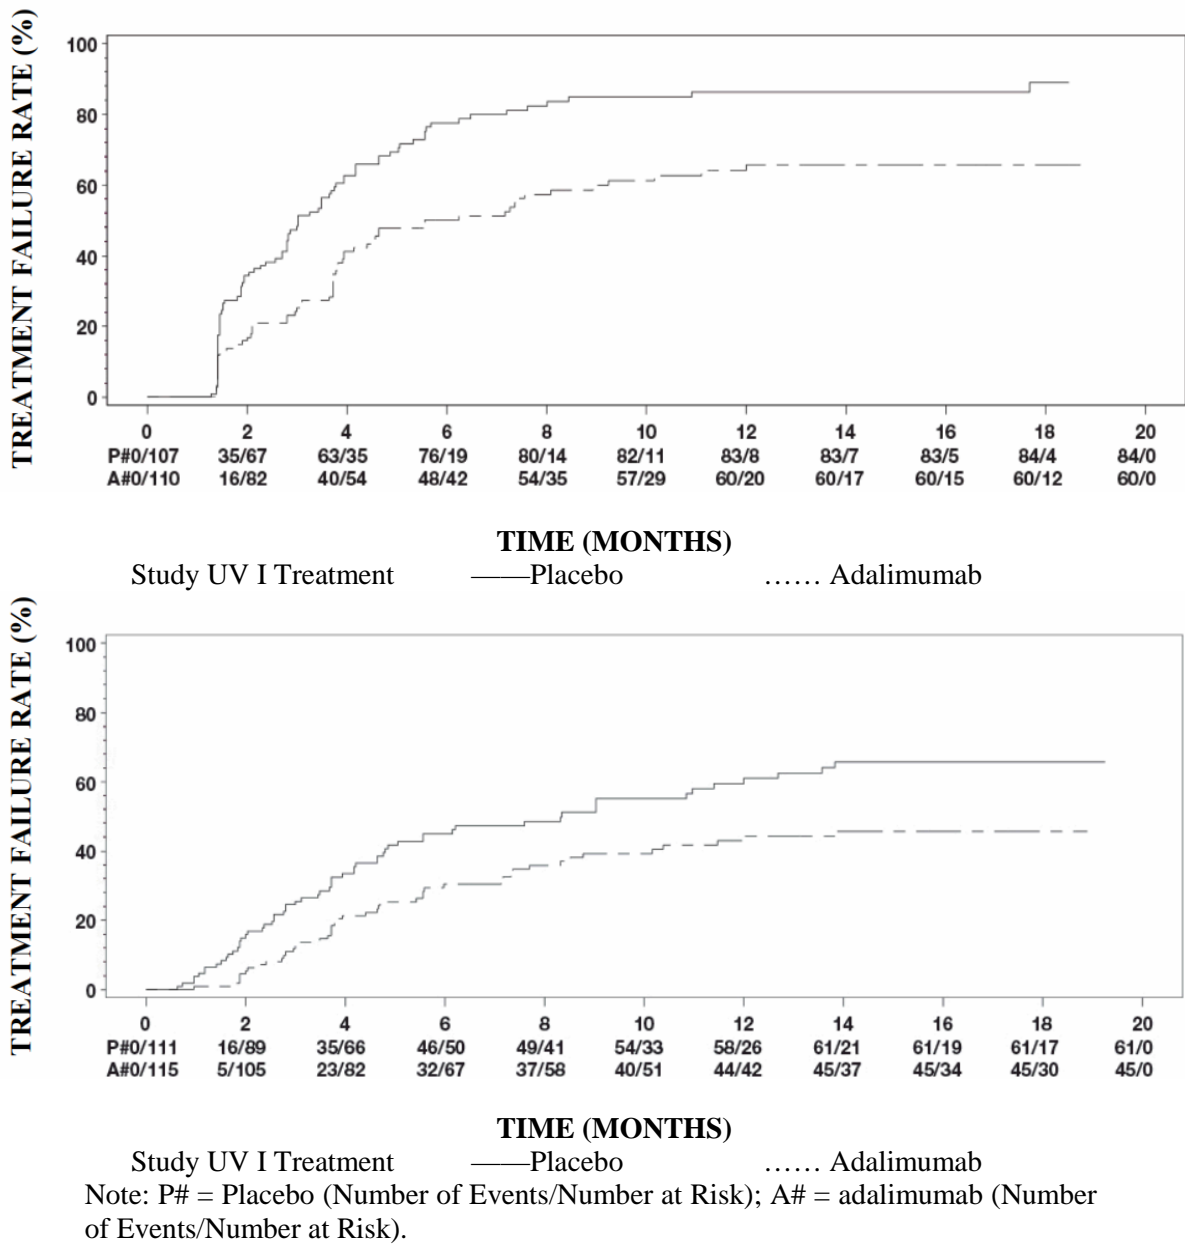 TREATMENT FAILURE RATE (%)
100
80
60
40
20
0
0 2 4 6 8 10 12 14 16 18 20
P#0/107 35/67 63/35 76/19 80/14 82/11 83/8 83/7 83/5 84/4 84/0
A#0/110 16/82 40/54 48/42 54/35 57/29 60/20 60/17 60/15 60/12 60/0
TIME (MONTHS)
Study UV I Treatment ——Placebo …… Adalimumab
TREATMENT FAILURE RATE (%)
100
80
60
40
20
0
0 2 4 6 8 10 12 14 16 18 20
P#0/111 16/89 35/66 46/50 49/41 54/33 58/26 61/21 61/19 61/17 61/0
A#0/115 5/105 23/82 32/67 37/58 40/51 44/42 45/37 45/34 45/30 45/0
TIME (MONTHS)
Study UV I Treatment ——Placebo …… Adalimumab
Note: P# = Placebo (Number of Events/Number at Risk); A# = adalimumab (Number
of Events/Number at Risk).